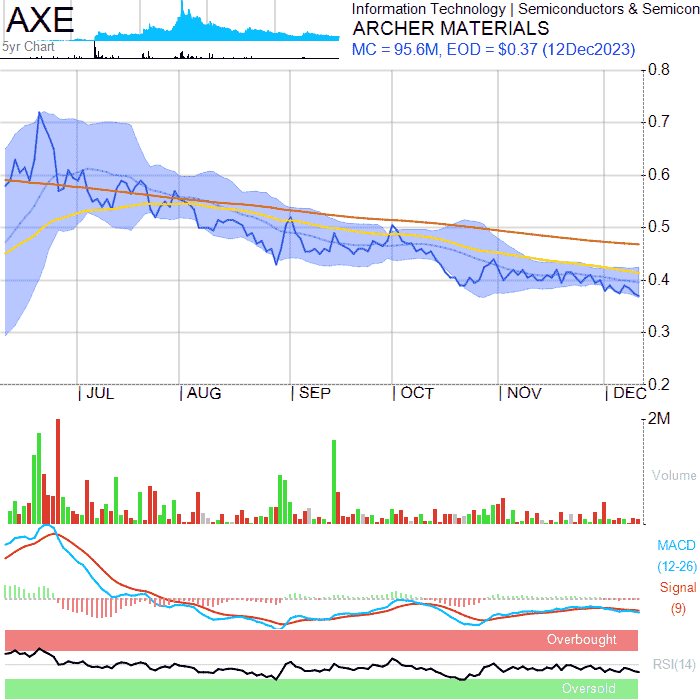 AXE
5yr Chart
Information Technology | Semiconductors & Semicon
ARCHER MATERIALS
MC = 95.6M, EOD = $0.37 (12Dec2023)
0.8
0.7
0.6
0.5
0.4
0.3
0.2
JUL AUG SEP OCT NOV DEC
2M
Volume
MACD
(12-26)
Signal
(9)
Overbought
RSI(14)
Oversold